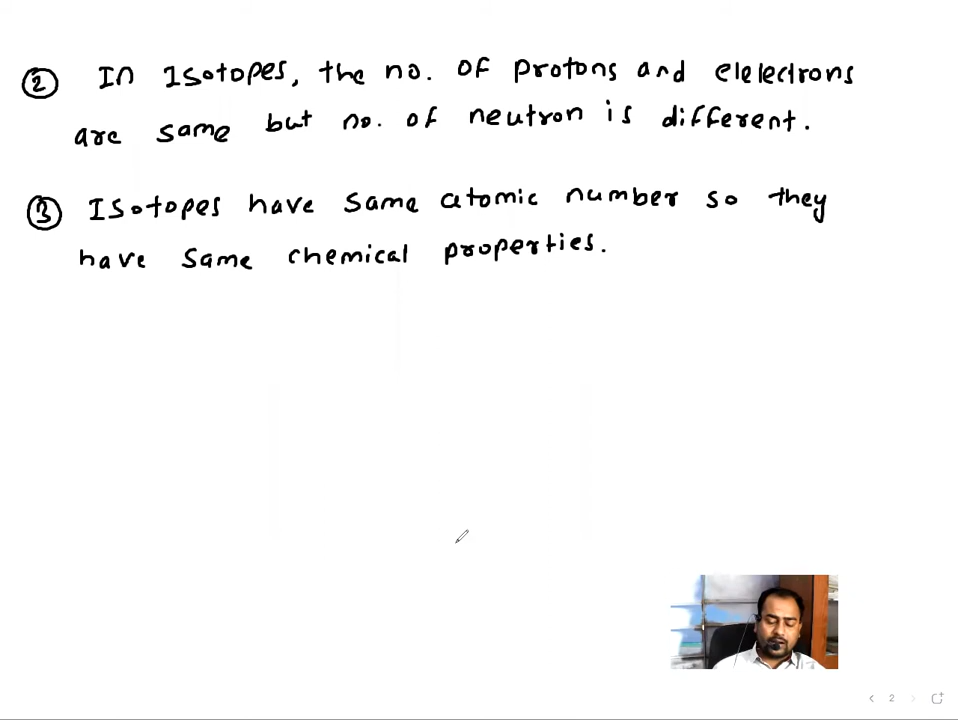 ② In Isotopes, the no. of protons and elelectrons
are same but no. of neutron is different.
③ Isotopes have same atomic number so they
have same chemical properties.
2